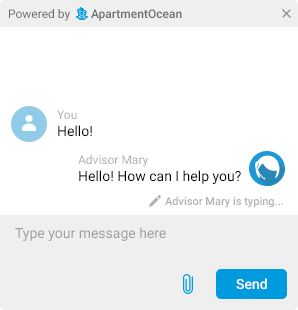 Powered by ApartmentOcean
You
Hello!
Advisor Mary
Hello! How can I help you?
Advisor Mary is typing...
Type your message here
Send